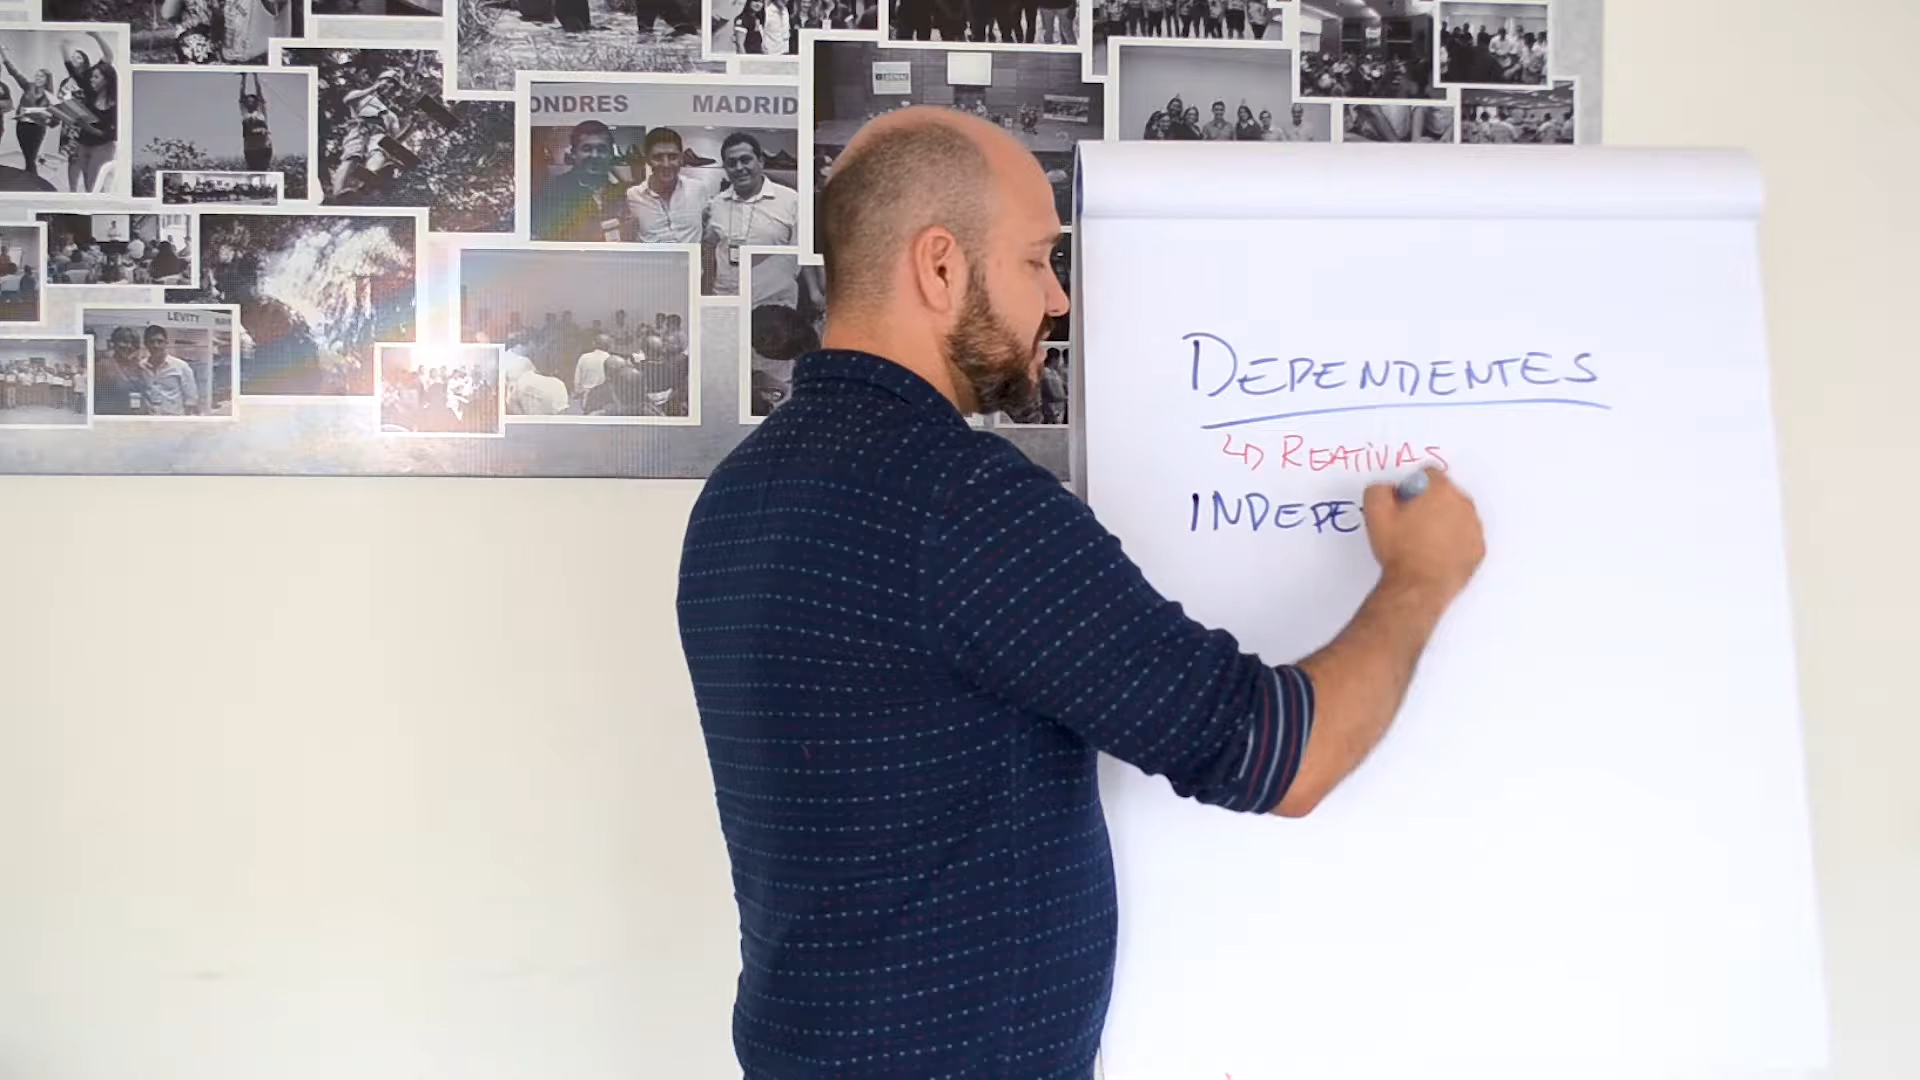 ONDRES MADRID
LEVITY
DEPENDENTES
↳ REATIVAS
INDEPE